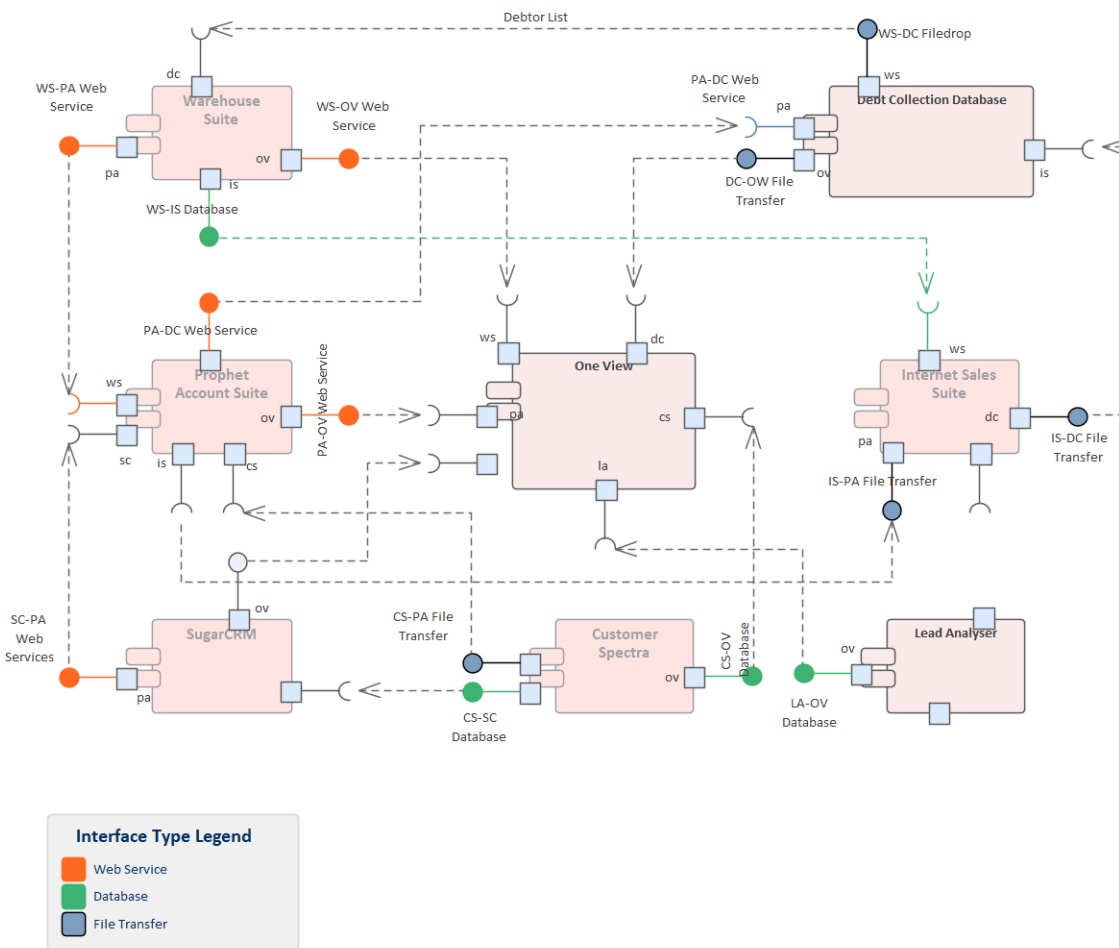 Debtor List
WS-DC Filedrop
dc
ws
WS-PA Web
Service
Warehouse
Suite
WS-OV Web
Service
PA-DC Web
Service
pa
Debt Collection Database
ov
pa
is
ov
is
DC-OW File
Transfer
WS-IS Database
PA-DC Web Service
ws
dc
ws
Prophet
Account Suite
PA-OV Web Service
One View
Internet Sales
Suite
ws
ov
pa
cs
dc
pa
sc
is
cs
la
IS-DC File
Transfer
IS-PA File Transfer
SC-PA
Web
Services
ov
SugarCRM
CS-PA File
Transfer
Customer
Spectra
CS-OV
Database
Lead Analyser
ov
pa
ov
CS-SC
Database
LA-OV
Database
Interface Type Legend
Web Service
Database
File Transfer